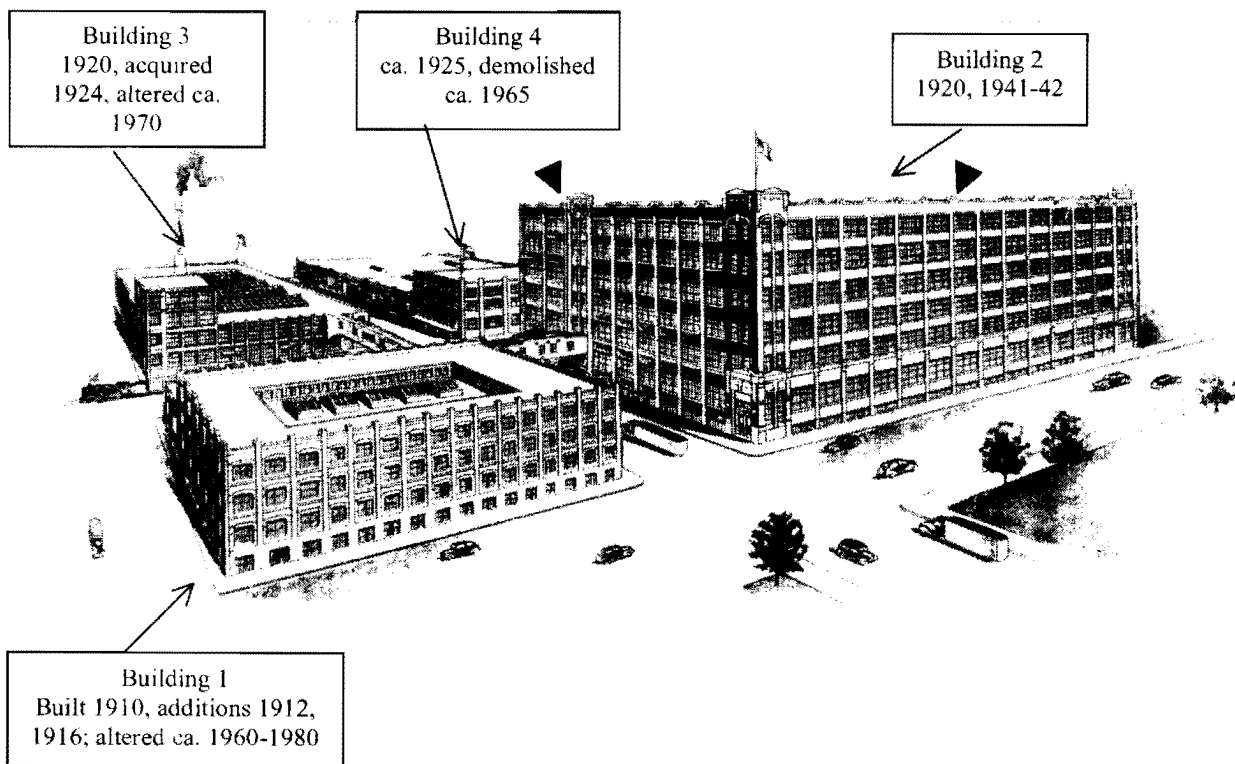 Building 3
1920, acquired
1924, altered ca.
1970
Building 4
ca. 1925, demolished
ca. 1965
Building 2
1920, 1941-42
Building 1
Built 1910, additions 1912,
1916; altered ca. 1960-1980